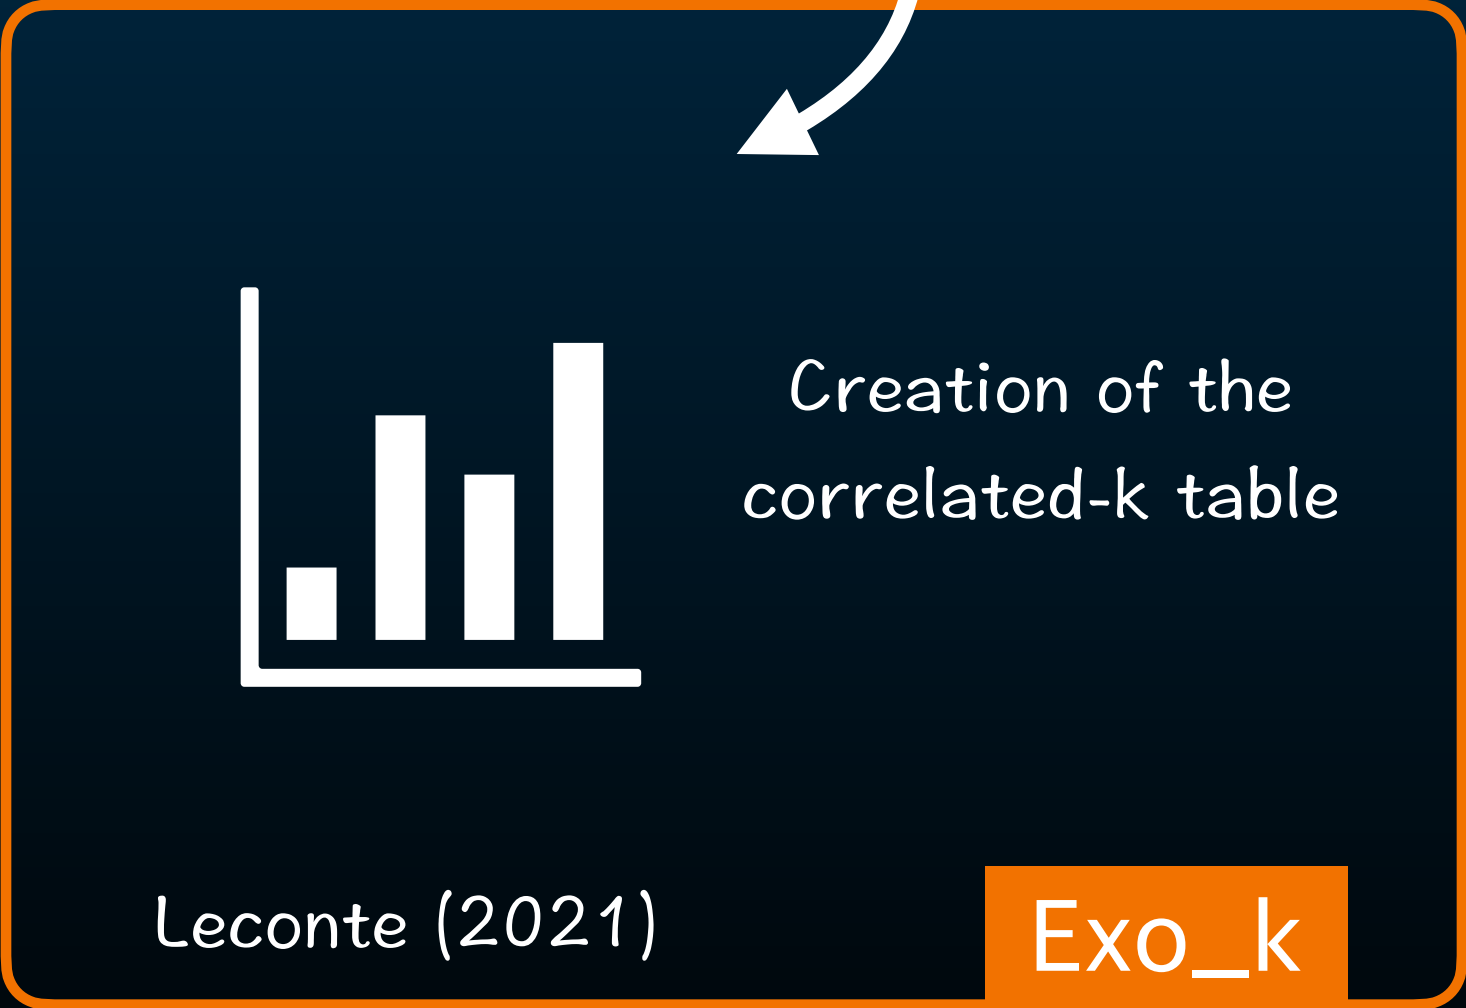 Creation of the
correlated-k table
Leconte (2021)
Exo_k